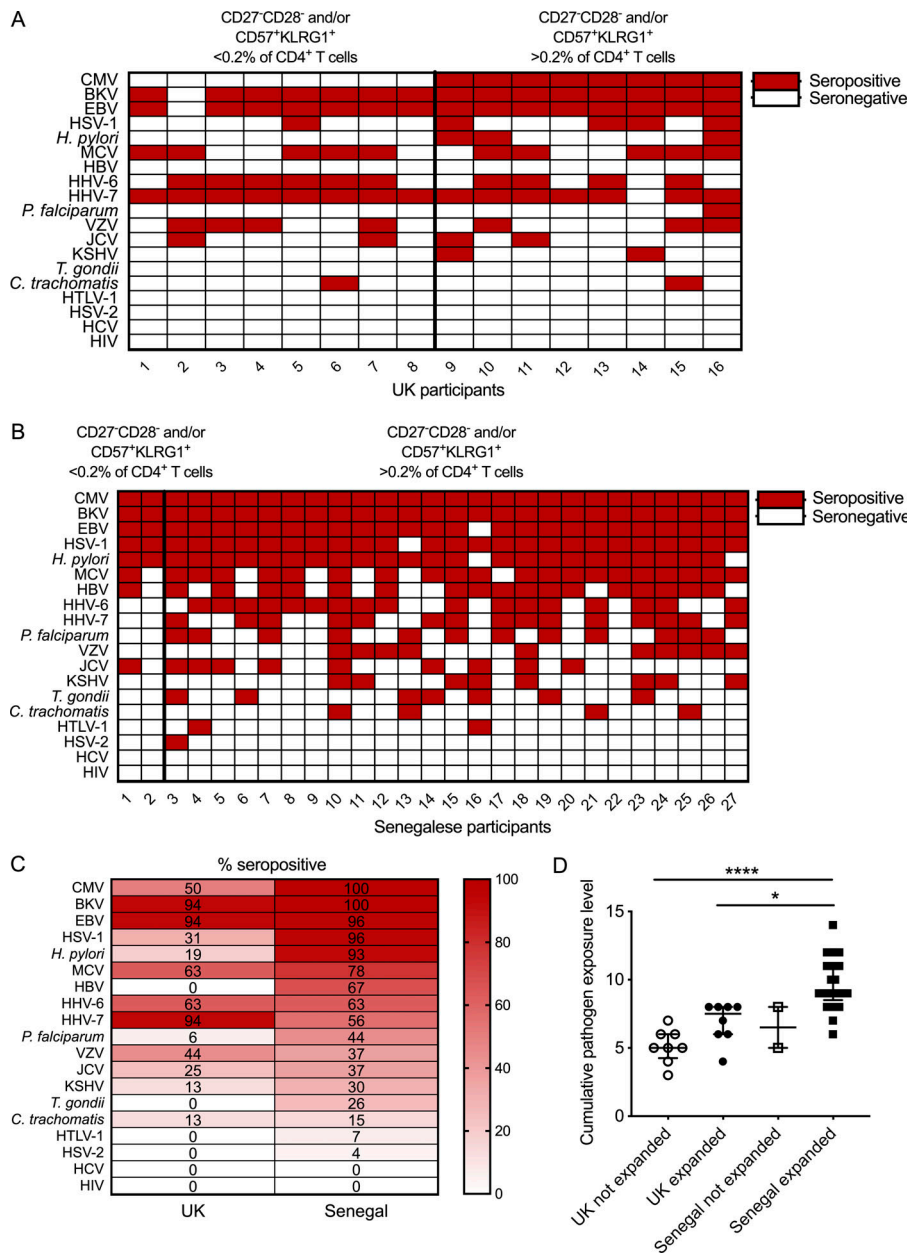 A
CD27-CD28- and/or
CD57+KLRG1+
<0.2% of CD4+ T cells
CD27-CD28- and/or
CD57+KLRG1+
>0.2% of CD4+ T cells
CMV
BKV
EBV
HSV-1
H. pylori
MCV
HBV
HHV-6
HHV-7
P. falciparum
VZV
JCV
KSHV
T. gondii
C. trachomatis
HTLV-1
HSV-2
HCV
HIV
Seropositive
Seronegative
1 2 3 4 5 6 7 8 9 10 11 12 13 14 15 16
UK participants
B
CD27-CD28- and/or
CD57+KLRG1+
<0.2% of CD4+ T cells
CD27-CD28- and/or
CD57+KLRG1+
>0.2% of CD4+ T cells
CMV
BKV
EBV
HSV-1
H. pylori
MCV
HBV
HHV-6
HHV-7
P. falciparum
VZV
JCV
KSHV
T. gondii
C. trachomatis
HTLV-1
HSV-2
HCV
HIV
Seropositive
Seronegative
1 2 3 4 5 6 7 8 9 10 11 12 13 14 15 16 17 18 19 20 21 22 23 24 25 26 27
Senegalese participants
C
% seropositive
CMV 50 100
BKV 94 100
EBV 94 96
HSV-1 31 96
H. pylori 19 93
MCV 63 78
HBV 0 67
HHV-6 63 63
HHV-7 94 56
P. falciparum 6 44
VZV 44 37
JCV 25 37
KSHV 13 30
T. gondii 0 26
C. trachomatis 13 15
HTLV-1 0 7
HSV-2 0 4
HCV 0 0
HIV 0 0
UK Senegal
100
80
60
40
20
0
D
****
*
Cumulative pathogen exposure level
15
10
5
0
UK not expanded
UK expanded
Senegal not expanded
Senegal expanded